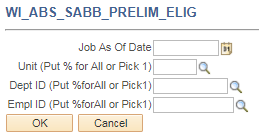 WI_ABS_SABB_PRELIM_ELIG
Job As Of Date
Unit (Put % for All or Pick 1)
Dept ID (Put %forAll or Pick1)
Empl ID (Put %forAll or Pick1)
OK Cancel